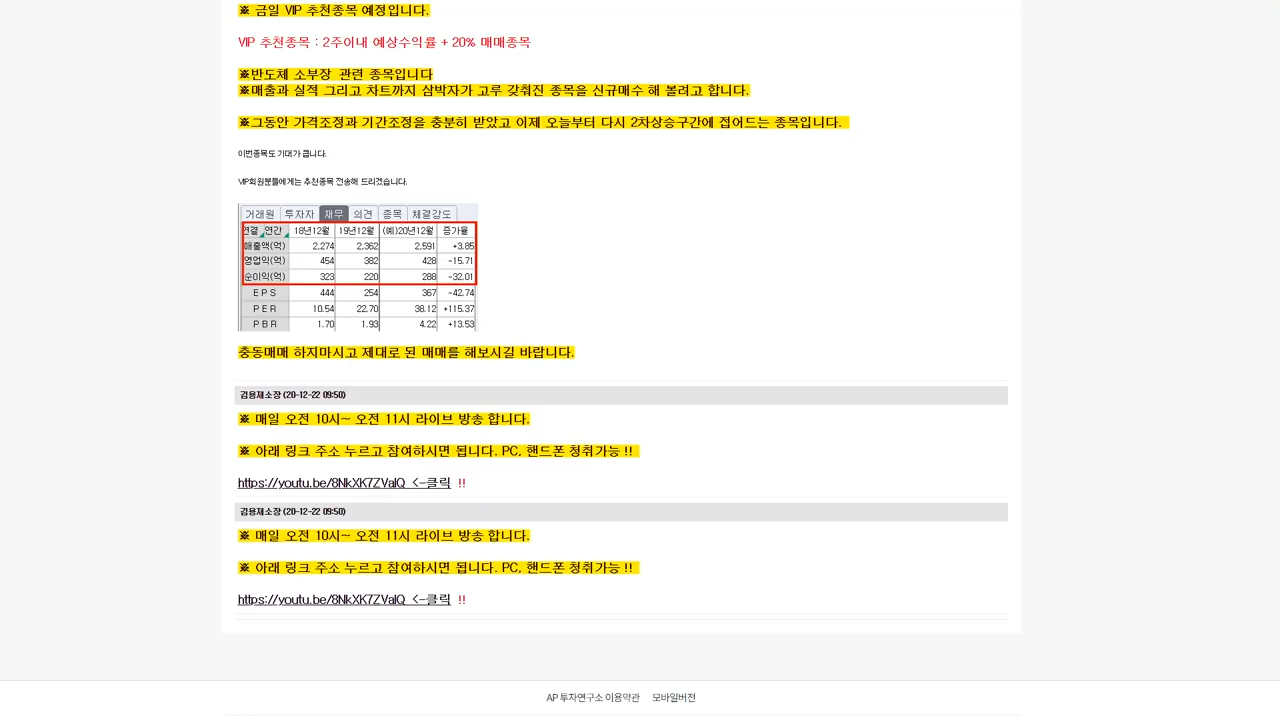 ※ 금일 VIP 추천종목 예정입니다.
VIP 추천종목 : 2주이내 예상수익률 + 20% 매매종목
※반도체 소부장 관련 종목입니다
※매출과 실적 그리고 차트까지 삼박자가 고루 갖춰진 종목을 신규매수 해 볼려고 합니다.
※그동안 가격조정과 기간조정을 충분히 받았고 이제 오늘부터 다시 2차상승구간에 접어드는 종목입니다.
이번종목도 기대가 큽니다.
VIP회원분들에게는 추천종목 전송해 드리겠습니다.
거래원 투자자 재무 의견 종목 체결강도
연결 연간 18년12월 19년12월 (예)20년12월 증가율
매출액(억) 2,274 2,362 2,591 +3.85
영업익(억) 454 382 428 -15.71
순이익(억) 323 220 288 -32.01
E P S 444 254 367 -42.74
P E R 10.54 22.70 38.12 +115.37
P B R 1.70 1.93 4.22 +13.53
충동매매 하지마시고 제대로 된 매매를 해보시길 바랍니다.
김용재소장 (20-12-22 09:50)
※ 매일 오전 10시~ 오전 11시 라이브 방송 합니다.
※ 아래 링크 주소 누르고 참여하시면 됩니다. PC, 핸드폰 청취가능 !!
https://youtu.be/8NkXK7ZValQ <-클릭 !!
김용재소장 (20-12-22 09:50)
※ 매일 오전 10시~ 오전 11시 라이브 방송 합니다.
※ 아래 링크 주소 누르고 참여하시면 됩니다. PC, 핸드폰 청취가능 !!
https://youtu.be/8NkXK7ZValQ <-클릭 !!
AP 투자연구소 이용약관 모바일버전